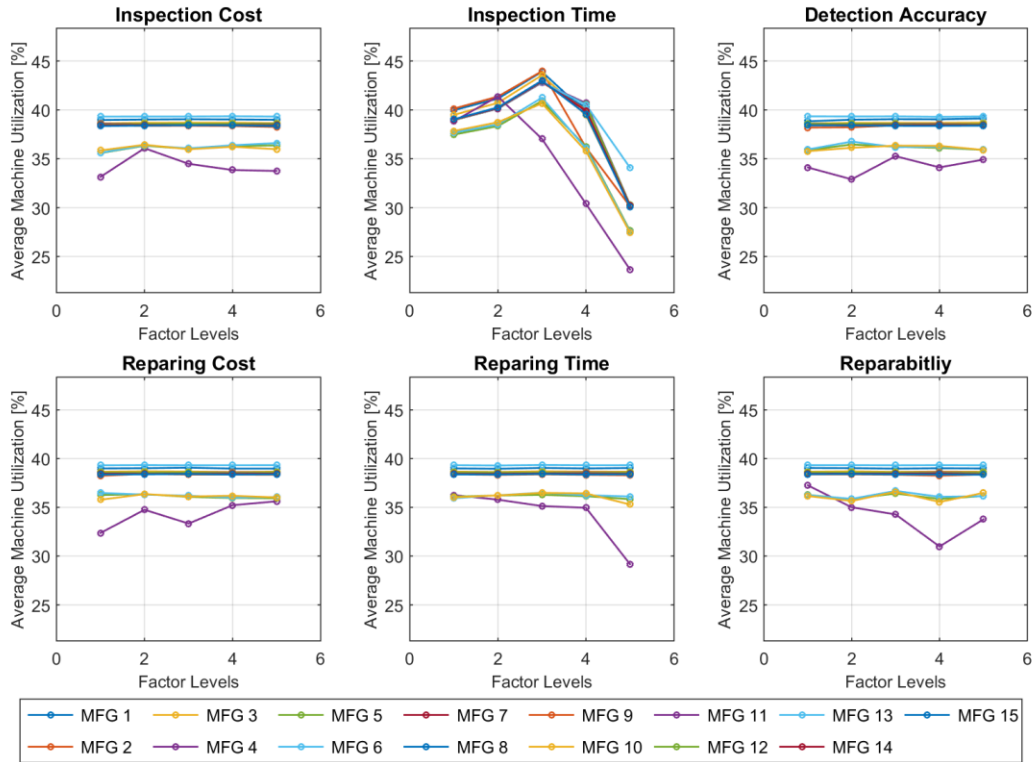 Inspection Cost
Inspection Time
Detection Accuracy
Average Machine Utilization [%]
45
40
35
30
25
0 2 4 6
Factor Levels
Average Machine Utilization [%]
45
40
35
30
25
0 2 4 6
Factor Levels
Average Machine Utilization [%]
45
40
35
30
25
0 2 4 6
Factor Levels
Reparing Cost
Reparing Time
Reparabitliy
Average Machine Utilization [%]
45
40
35
30
25
0 2 4 6
Factor Levels
Average Machine Utilization [%]
45
40
35
30
25
0 2 4 6
Factor Levels
Average Machine Utilization [%]
45
40
35
30
25
0 2 4 6
Factor Levels
MFG 1 MFG 3 MFG 5 MFG 7 MFG 9 MFG 11 MFG 13 MFG 15
MFG 2 MFG 4 MFG 6 MFG 8 MFG 10 MFG 12 MFG 14